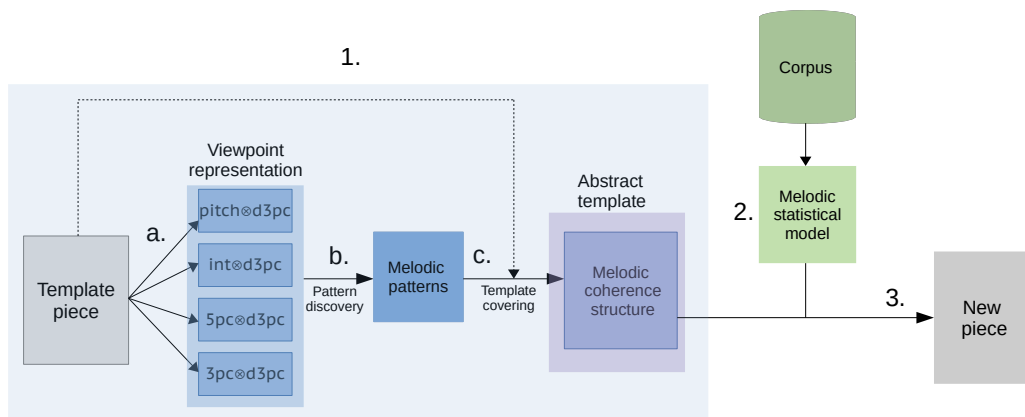 1.
Corpus
Viewpoint
representation
pitch⊗d3pc
int⊗d3pc
5pc⊗d3pc
3pc⊗d3pc
a.
Template
piece
b.
Pattern
discovery
Melodic
patterns
c.
Template
covering
Abstract
template
Melodic
coherence
structure
2.
Melodic
statistical
model
3.
New
piece